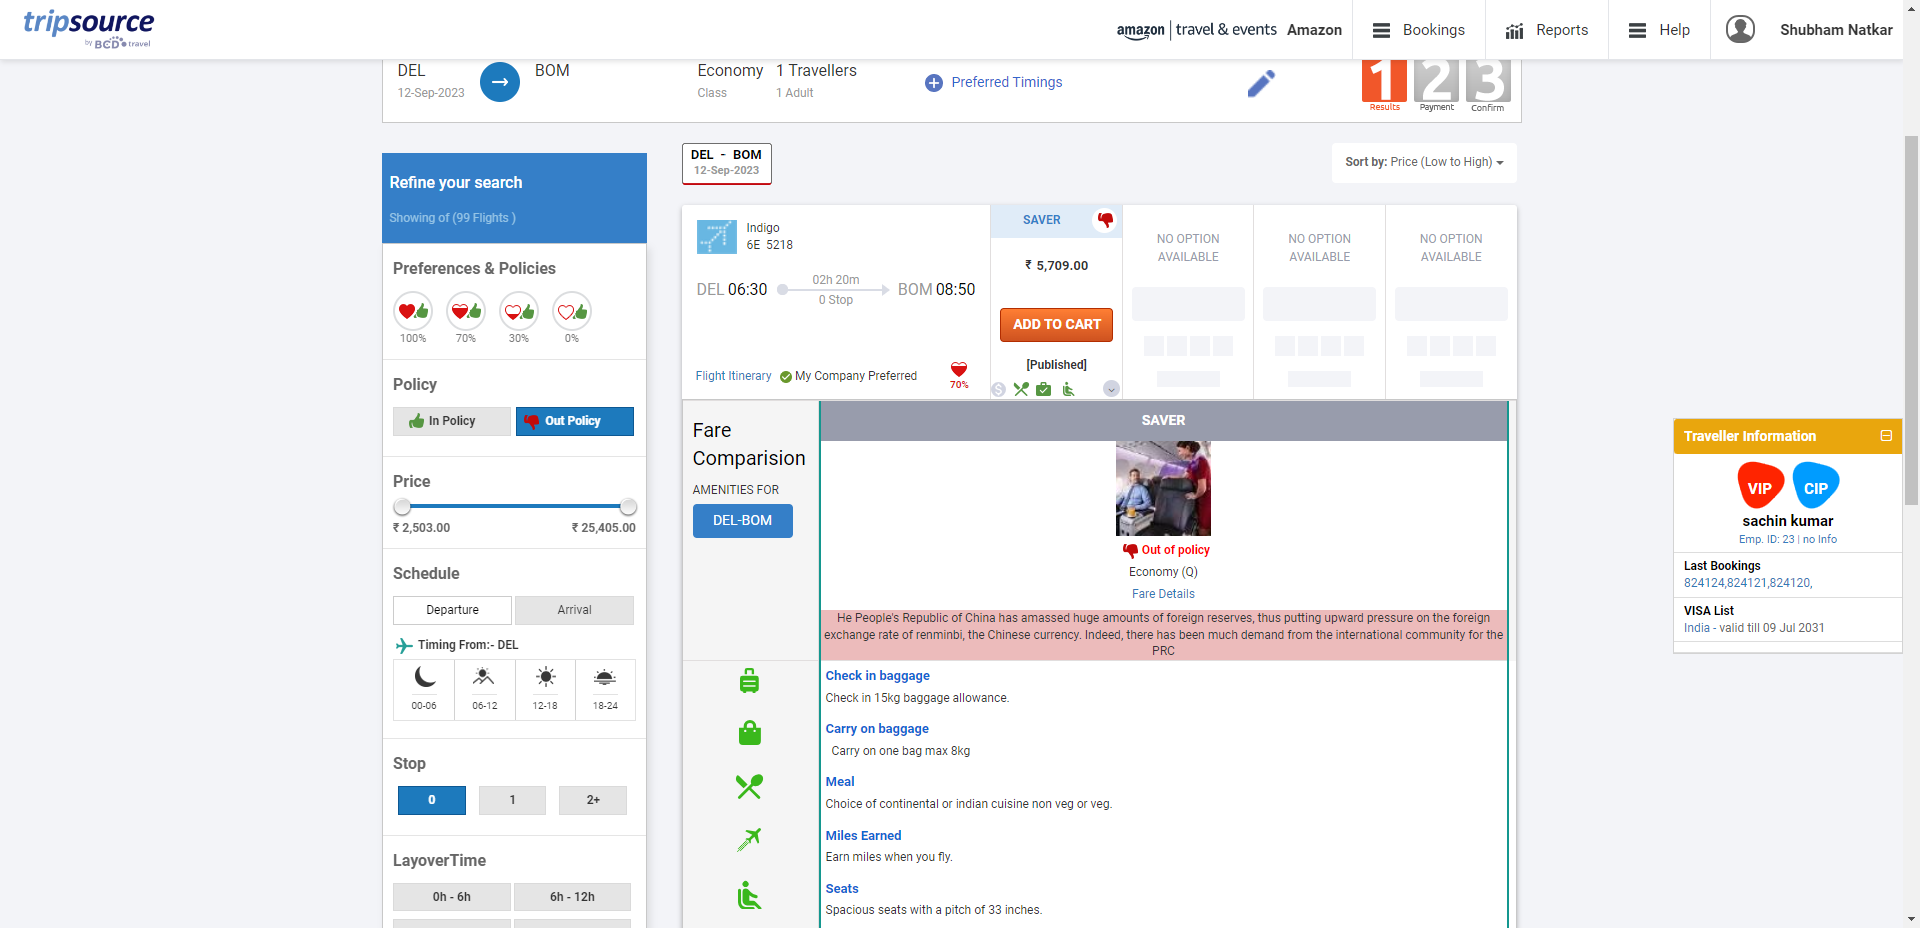 tripsource
by BCD travel
amazon | travel & events Amazon
Bookings
Reports
Help
Shubham Natkar
DEL
12-Sep-2023
BOM
Economy
Class
1 Travellers
1 Adult
Preferred Timings
1 2 3
Results Payment Confirm
Refine your search
Showing of (99 Flights )
Preferences & Policies
100% 70% 30% 0%
Policy
In Policy Out Policy
Price
₹ 2,503.00 ₹ 25,405.00
Schedule
Departure Arrival
Timing From:- DEL
00-06 06-12 12-18 18-24
Stop
0 1 2+
LayoverTime
0h - 6h 6h - 12h
DEL - BOM
12-Sep-2023
Sort by: Price (Low to High)
Indigo
6E 5218
DEL 06:30
02h 20m
0 Stop
BOM 08:50
Flight Itinerary My Company Preferred
70%
SAVER
₹ 5,709.00
ADD TO CART
[Published]
$
NO OPTION
AVAILABLE
NO OPTION
AVAILABLE
NO OPTION
AVAILABLE
Fare
Comparision
AMENITIES FOR
DEL-BOM
SAVER
Out of policy
Economy (Q)
Fare Details
He People's Republic of China has amassed huge amounts of foreign reserves, thus putting upward pressure on the foreign
exchange rate of renminbi, the Chinese currency. Indeed, there has been much demand from the international community for the
PRC
Check in baggage
Check in 15kg baggage allowance.
Carry on baggage
Carry on one bag max 8kg
Meal
Choice of continental or indian cuisine non veg or veg.
Miles Earned
Earn miles when you fly.
Seats
Spacious seats with a pitch of 33 inches.
Traveller Information
VIP CIP
sachin kumar
Emp. ID: 23 | no Info
Last Bookings
824124,824121,824120,
VISA List
India - valid till 09 Jul 2031